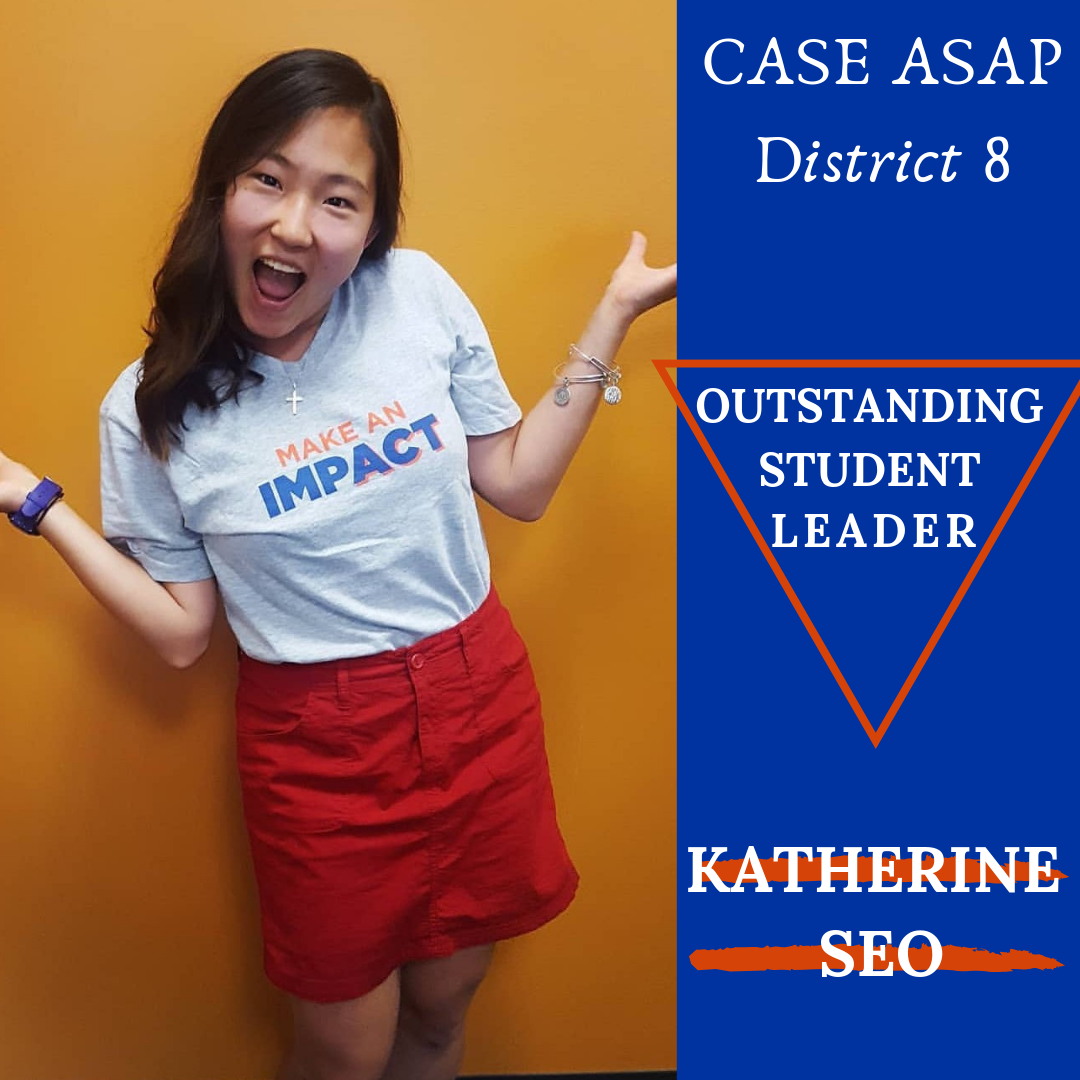 CASE ASAP
District 8
OUTSTANDING
STUDENT
LEADER
MAKE AN
IMPACT
KATHERINE
SEO